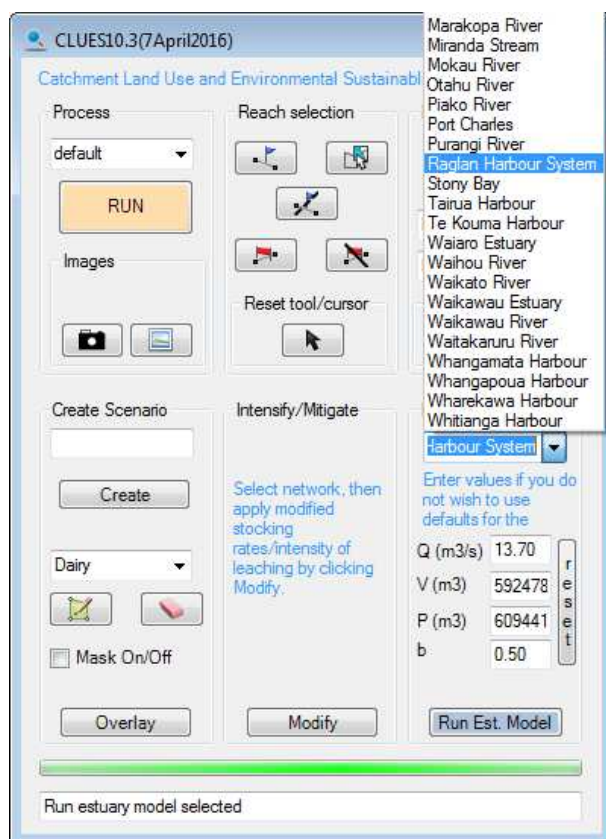 CLUES10.3(7April2016)
Catchment Land Use and Environmental Sustainabl
Process
default
RUN
Images
Reach selection
Reset tool/cursor
Marakopa River
Miranda Stream
Mokau River
Otahu River
Piako River
Port Charles
Purangi River
Raglan Harbour System
Stony Bay
Tairua Harbour
Te Kouma Harbour
Waiaro Estuary
Waihou River
Waikato River
Waikawau Estuary
Waikawau River
Waitakaruru River
Whangamata Harbour
Whangapoua Harbour
Wharekawa Harbour
Whitianga Harbour
Create Scenario
Create
Dairy
Mask On/Off
Overlay
Intensify/Mitigate
Select network, then
apply modified
stocking
rates/intensity of
leaching by clicking
Modify.
Modify
Harbour System
Enter values if you do
not wish to use
defaults for the
Q (m3/s) 13.70
V (m3) 592478
P (m3) 609441
b 0.50
reset
Run Est. Model
Run estuary model selected